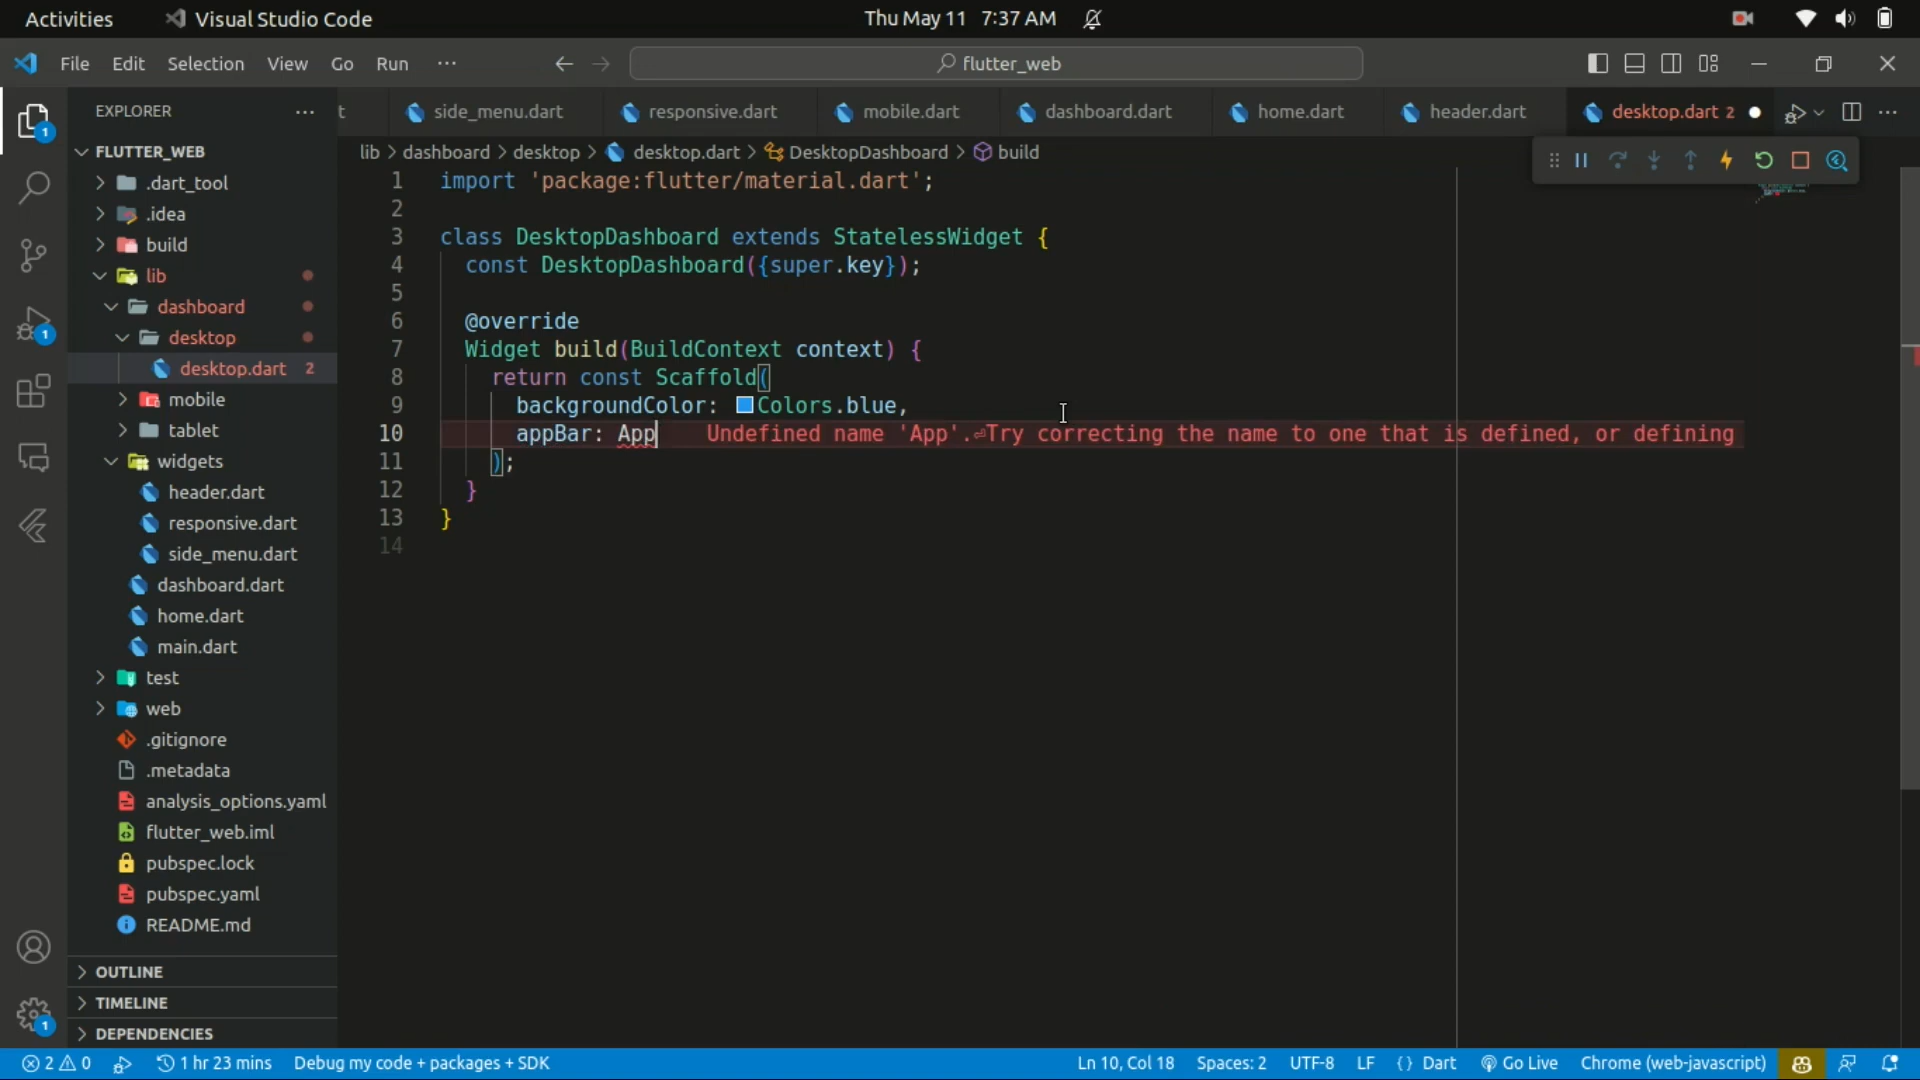 Activities
Visual Studio Code
Thu May 11 7:37 AM
File Edit Selection View Go Run ···
flutter_web
EXPLORER
t
side_menu.dart
responsive.dart
mobile.dart
dashboard.dart
home.dart
header.dart
desktop.dart 2
lib > dashboard > desktop > desktop.dart > DesktopDashboard > build
FLUTTER_WEB
.dart_tool
.idea
build
lib
dashboard
desktop
desktop.dart 2
mobile
tablet
widgets
header.dart
responsive.dart
side_menu.dart
dashboard.dart
home.dart
main.dart
test
web
.gitignore
.metadata
analysis_options.yaml
flutter_web.iml
pubspec.lock
pubspec.yaml
README.md
OUTLINE
TIMELINE
DEPENDENCIES
1
1
1
1 import 'package:flutter/material.dart';
2
3 class DesktopDashboard extends StatelessWidget {
4 const DesktopDashboard({super.key});
5
6 @override
7 Widget build(BuildContext context) {
8 return const Scaffold(
9 backgroundColor: Colors.blue,
10 appBar: App Undefined name 'App'.⏎Try correcting the name to one that is defined, or defining
11 );
12 }
13 }
14
2 0
1 hr 23 mins
Debug my code + packages + SDK
Ln 10, Col 18
Spaces: 2
UTF-8
LF
{ } Dart
Go Live
Chrome (web-javascript)